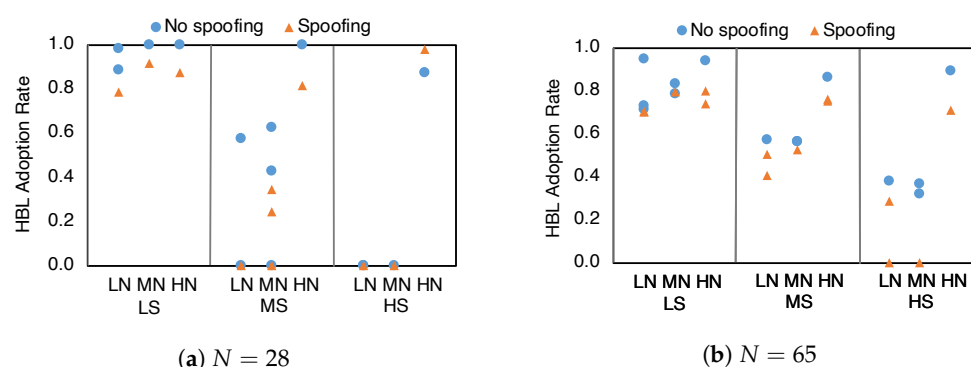 No spoofing Spoofing
1.0
0.8
0.6
0.4
0.2
0.0
HBL Adoption Rate
LN MN HN LN MN HN LN MN HN
LS MS HS
(a) N = 28
No spoofing Spoofing
1.0
0.8
0.6
0.4
0.2
0.0
HBL Adoption Rate
LN MN HN LN MN HN LN MN HN
LS MS HS
(b) N = 65